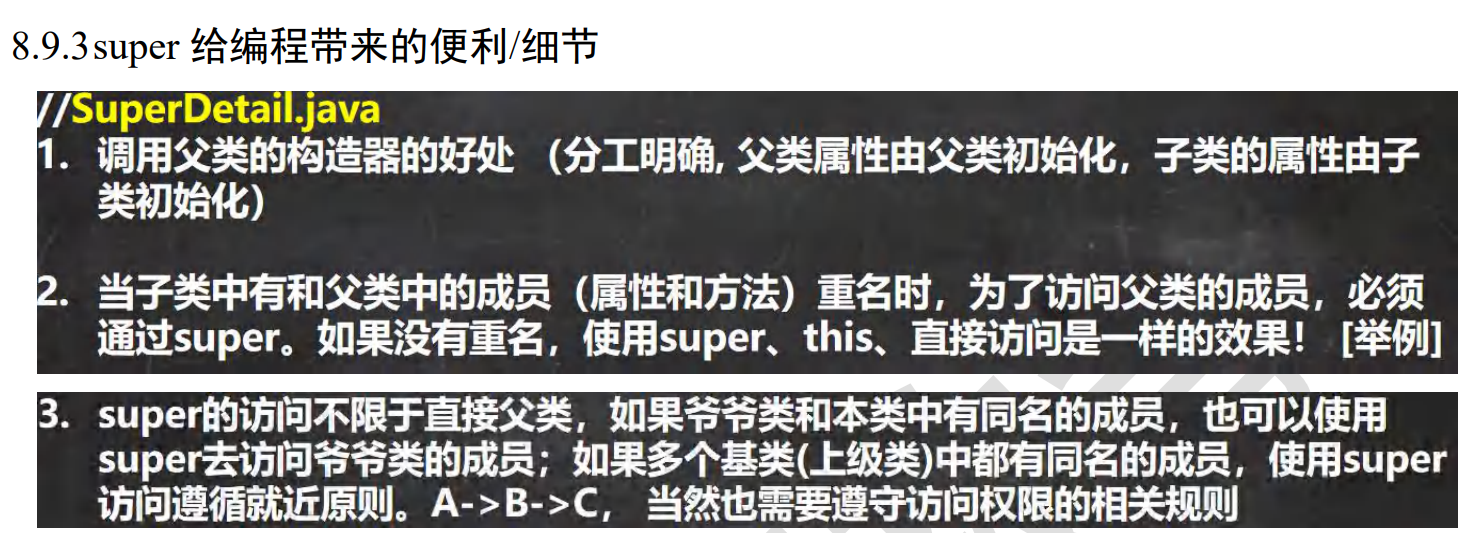 8.9.3super 给编程带来的便利/细节
//SuperDetail.java
1. 调用父类的构造器的好处 （分工明确, 父类属性由父类初始化，子类的属性由子
类初始化）
2. 当子类中有和父类中的成员（属性和方法）重名时，为了访问父类的成员，必须
通过super。如果没有重名，使用super、this、直接访问是一样的效果！ [举例]
3. super的访问不限于直接父类，如果爷爷类和本类中有同名的成员，也可以使用
super去访问爷爷类的成员；如果多个基类(上级类)中都有同名的成员，使用super
访问遵循就近原则。A->B->C， 当然也需要遵守访问权限的相关规则